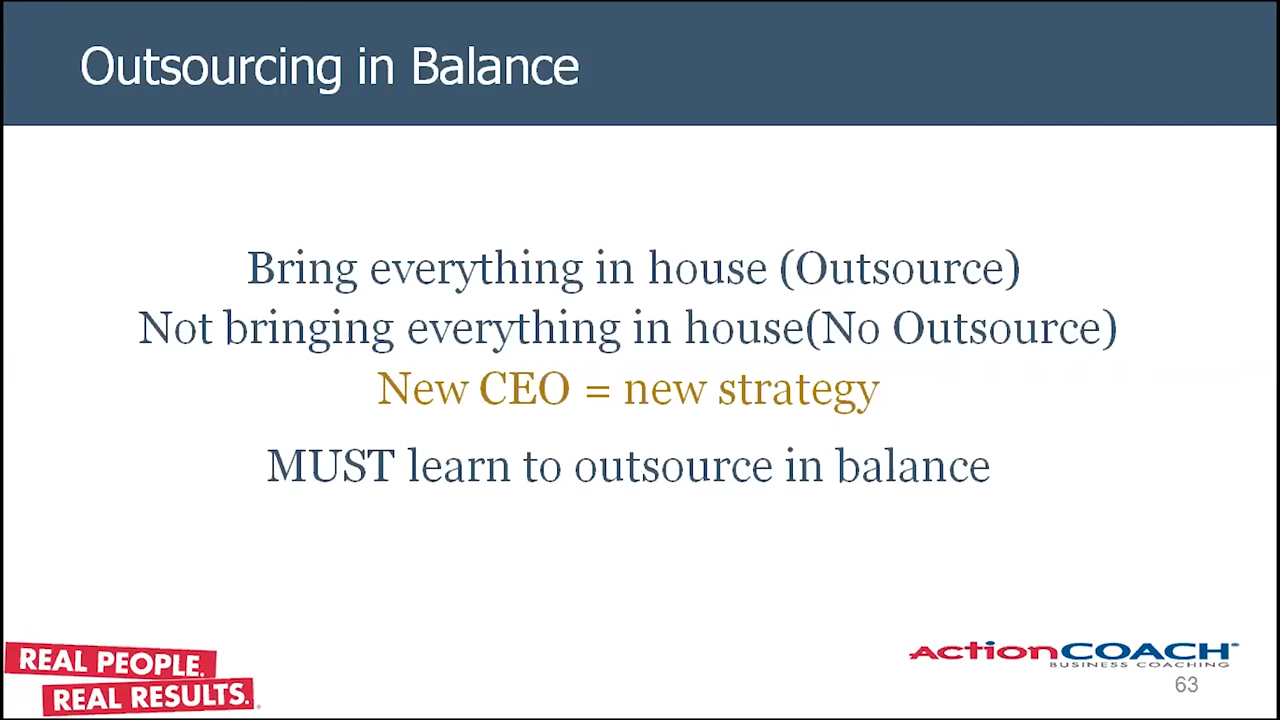 Outsourcing in Balance
Bring everything in house (Outsource)
Not bringing everything in house(No Outsource)
New CEO = new strategy
MUST learn to outsource in balance
REAL PEOPLE.
REAL RESULTS.
ActionCOACH
BUSINESS COACHING
63